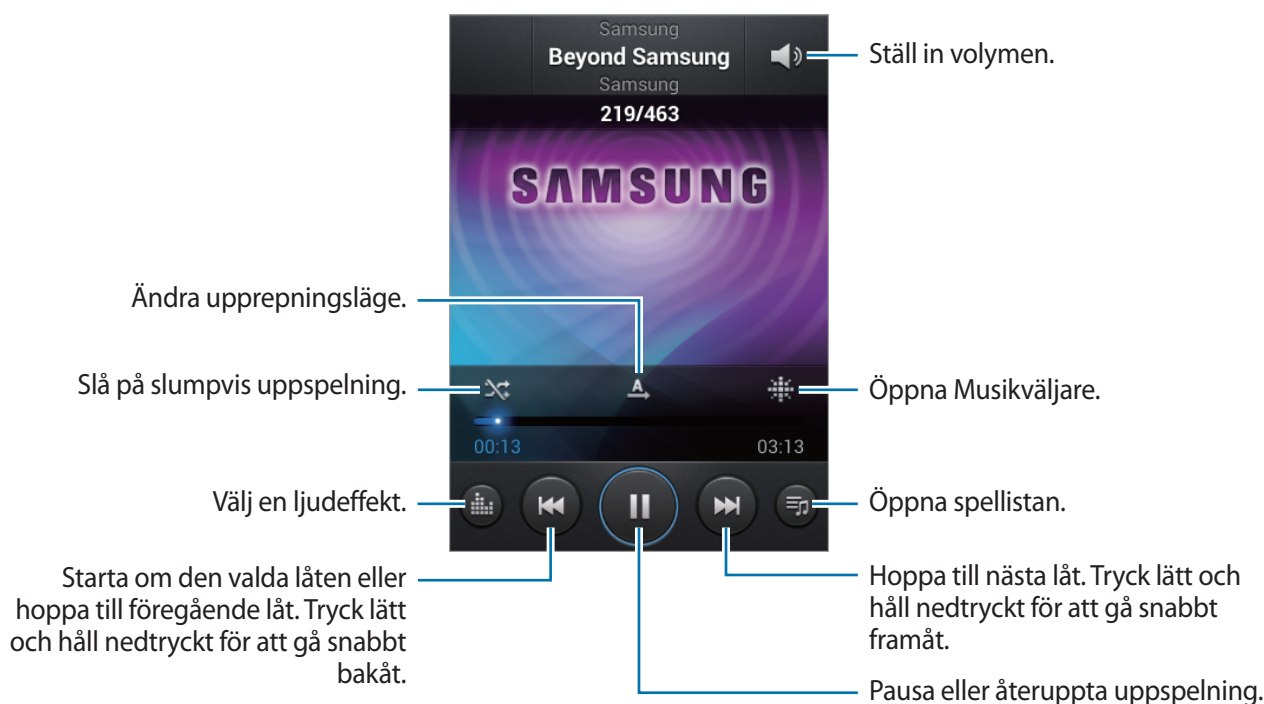 Samsung
Beyond Samsung
Samsung
219/463
Ställ in volymen.
SAMSUNG
Ändra upprepningsläge.
Slå på slumpvis uppspelning.
A
Öppna Musikväljare.
00:13
03:13
Välj en ljudeffekt.
Öppna spellistan.
Starta om den valda låten eller
hoppa till föregående låt. Tryck lätt
och håll nedtryckt för att gå snabbt
bakåt.
Hoppa till nästa låt. Tryck lätt och
håll nedtryckt för att gå snabbt
framåt.
Pausa eller återuppta uppspelning.